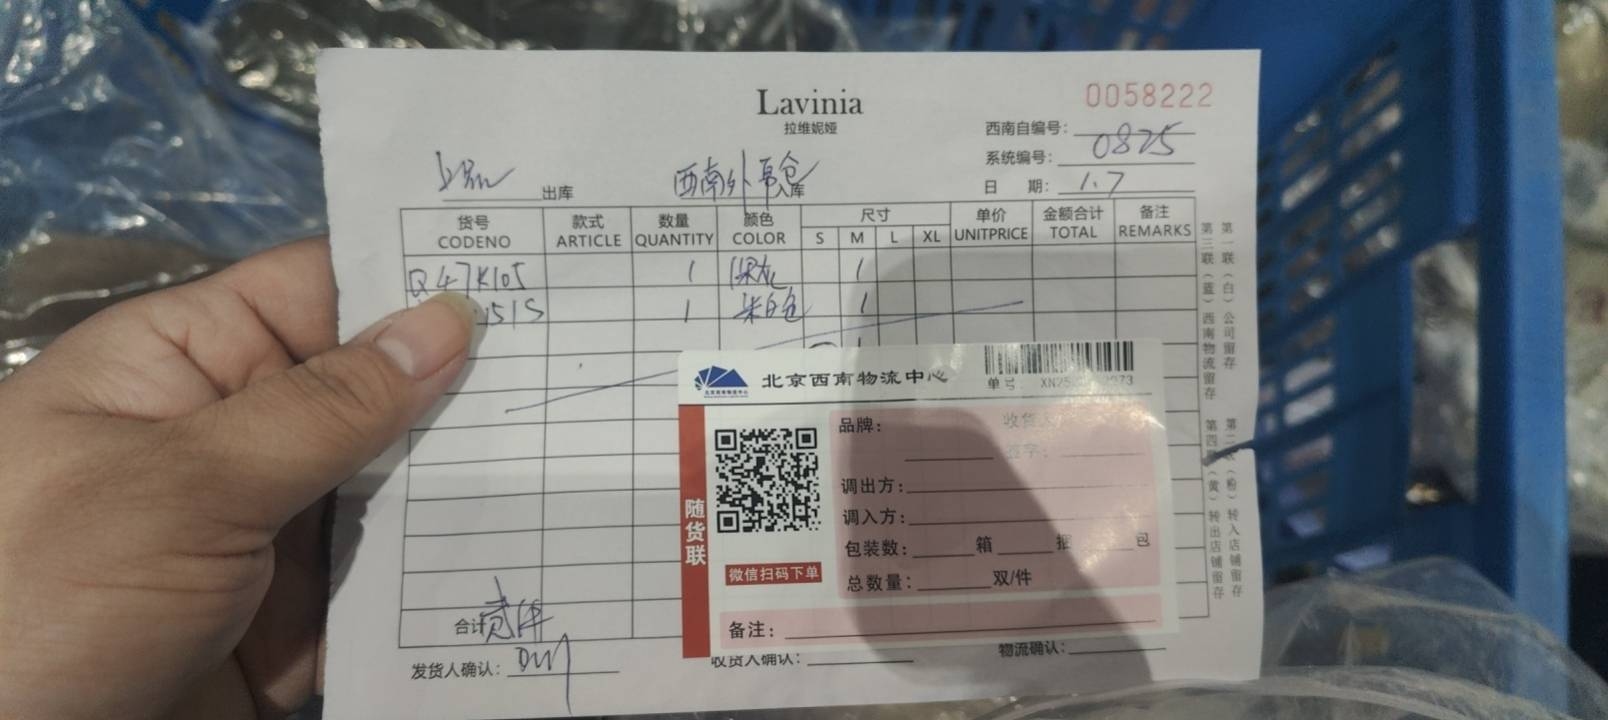 Lavinia
拉维妮娅
0058222
西南自编号:
系统编号: 0825
日 期: 1.7
出库 西南外 仓库
货号 款式 数量 颜色 尺寸 单价 金额合计 备注
CODENO ARTICLE QUANTITY COLOR S M L XL UNITPRICE TOTAL REMARKS
Q47K105 1 1
151S 1 米白色 1
北京西南物流中心
单号: XN25
随货联
微信扫码下单
品牌: 收货人
签字:
调出方:
调入方:
包装数: 箱 捆 包
总数量: 双/件
备注:
合计 贰件
发货人确认: 收货人确认: 物流确认:
第一联(白)公司留存
第二联(粉)转入店铺留存
第三联(蓝)西南物流留存
第四联(黄)转出店铺留存